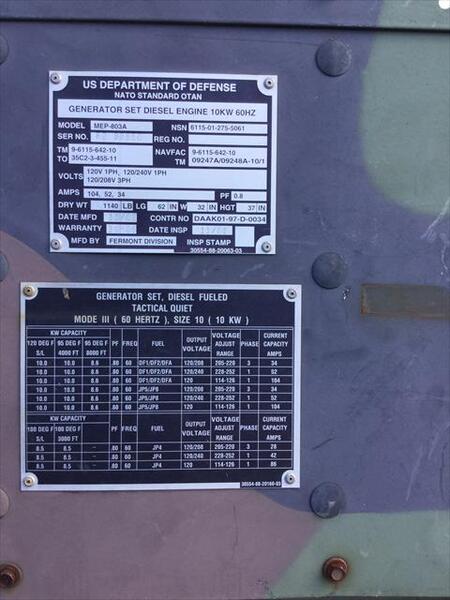 US DEPARTMENT OF DEFENSE
NATO STANDARD OTAN
GENERATOR SET DIESEL ENGINE 10KW 60HZ
MODEL MEP-803A NSN 6115-01-275-5061
SER NO. REG NO.
TM 9-6115-642-10 NAVFAC 9-6115-642-10
TO 35C2-3-455-11 TM 09247A/09248A-10/1
VOLTS 120V 1PH, 120/240V 1PH
120/208V 3PH
AMPS 104, 52, 34 PF 0.8
DRY WT 1140 LB LG 62 IN W 32 IN HGT 37 IN
DATE MFD CONTR NO DAAK01-97-D-0034
WARRANTY DATE INSP
MFD BY FERMONT DIVISION INSP STAMP
30554-88-20063-03
GENERATOR SET, DIESEL FUELED
TACTICAL QUIET
MODE III ( 60 HERTZ ), SIZE 10 ( 10 KW )
KW CAPACITY PF FREQ FUEL OUTPUT VOLTAGE VOLTAGE ADJUST RANGE PHASE CURRENT CAPACITY AMPS
120 DEG F S/L 95 DEG F 4000 FT 95 DEG F 8000 FT
10.0 10.0 8.6 .80 60 DF1/DF2/DFA 120/208 205-220 3 34
10.0 10.0 8.6 .80 60 DF1/DF2/DFA 120/240 228-252 1 52
10.0 10.0 8.6 .80 60 DF1/DF2/DFA 120 114-126 1 104
10.0 10.0 8.6 .80 60 JP5/JP8 120/208 205-220 3 34
10.0 10.0 8.6 .80 60 JP5/JP8 120/240 228-252 1 52
10.0 10.0 8.6 .80 60 JP5/JP8 120 114-126 1 104
KW CAPACITY PF FREQ FUEL OUTPUT VOLTAGE VOLTAGE ADJUST RANGE PHASE CURRENT CAPACITY AMPS
100 DEG F S/L 100 DEG F 3000 FT
8.5 8.5 - .80 60 JP4 120/208 205-220 3 28
8.5 8.5 - .80 60 JP4 120/240 228-252 1 42
8.5 8.5 - .80 60 JP4 120 114-126 1 86
30554-88-20160-03